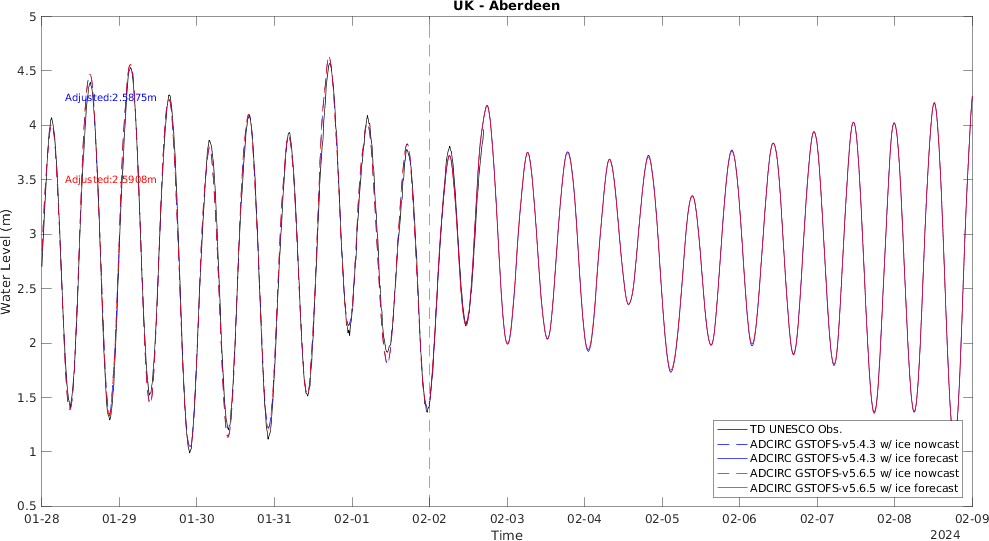 UK - Aberdeen
5
4.5
4
3.5
3
2.5
2
1.5
1
0.5
Water Level (m)
Adjusted:2.5875m
Adjusted:2.5908m
TD UNESCO Obs.
ADCIRC GSTOFS-v5.4.3 w/ ice nowcast
ADCIRC GSTOFS-v5.4.3 w/ ice forecast
ADCIRC GSTOFS-v5.6.5 w/ ice nowcast
ADCIRC GSTOFS-v5.6.5 w/ ice forecast
01-28 01-29 01-30 01-31 02-01 02-02 02-03 02-04 02-05 02-06 02-07 02-08 02-09
Time
2024